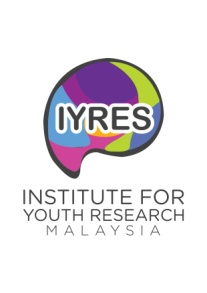 IYRES
INSTITUTE FOR
YOUTH RESEARCH
MALAYSIA